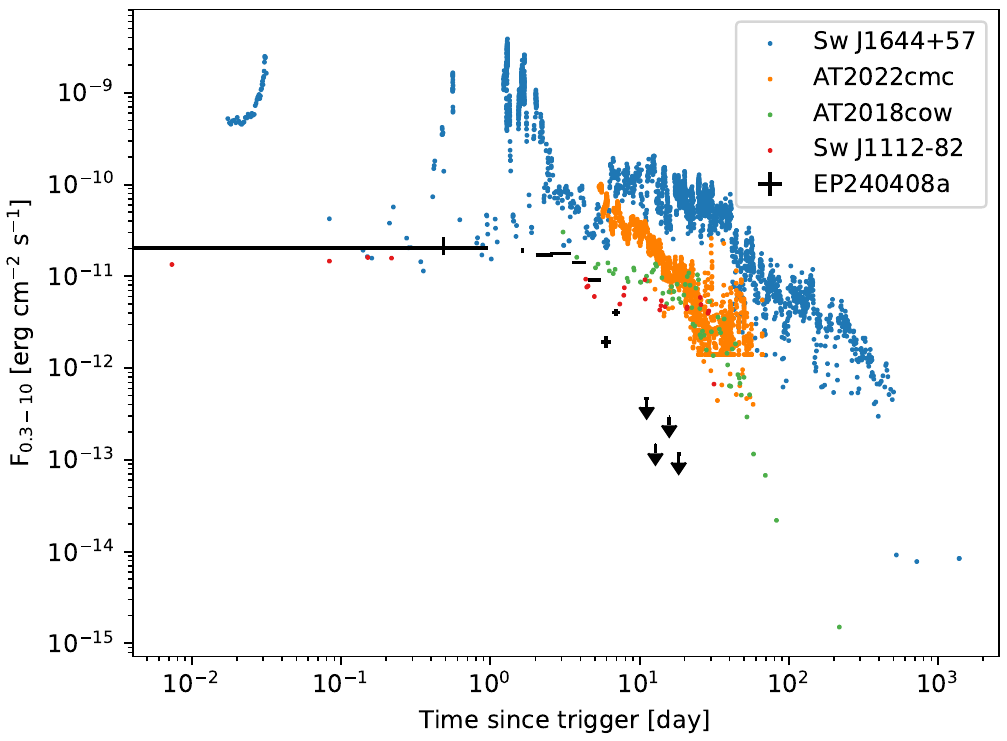 Sw J1644+57
AT2022cmc
AT2018cow
Sw J1112-82
EP240408a
10⁻⁹
10⁻¹⁰
10⁻¹¹
10⁻¹²
10⁻¹³
10⁻¹⁴
10⁻¹⁵
F₀.₃₋₁₀ [erg cm⁻² s⁻¹]
10⁻² 10⁻¹ 10⁰ 10¹ 10² 10³
Time since trigger [day]